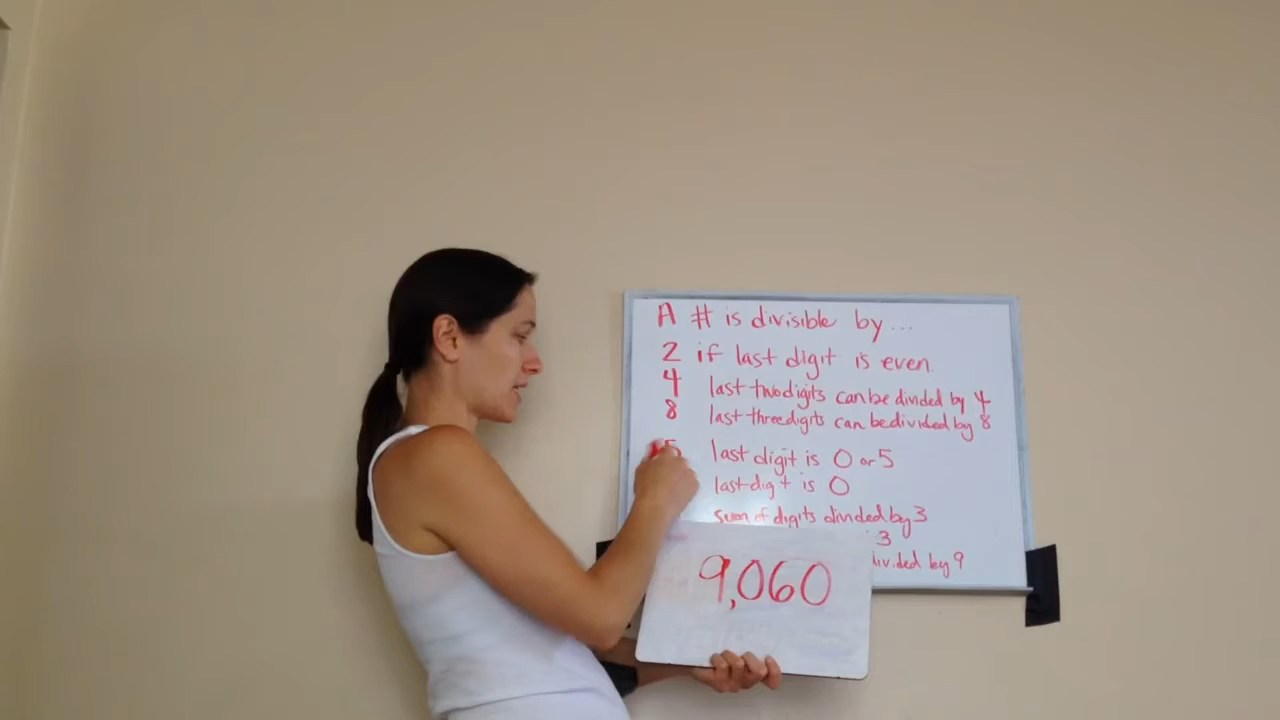 A # is divisible by...
2 if last digit is even.
4 last two digits can be divided by 4
8 last three digits can be divided by 8
5 last digit is 0 or 5
last digit is 0
sum of digits divided by 3
3
divided by 9
9,060